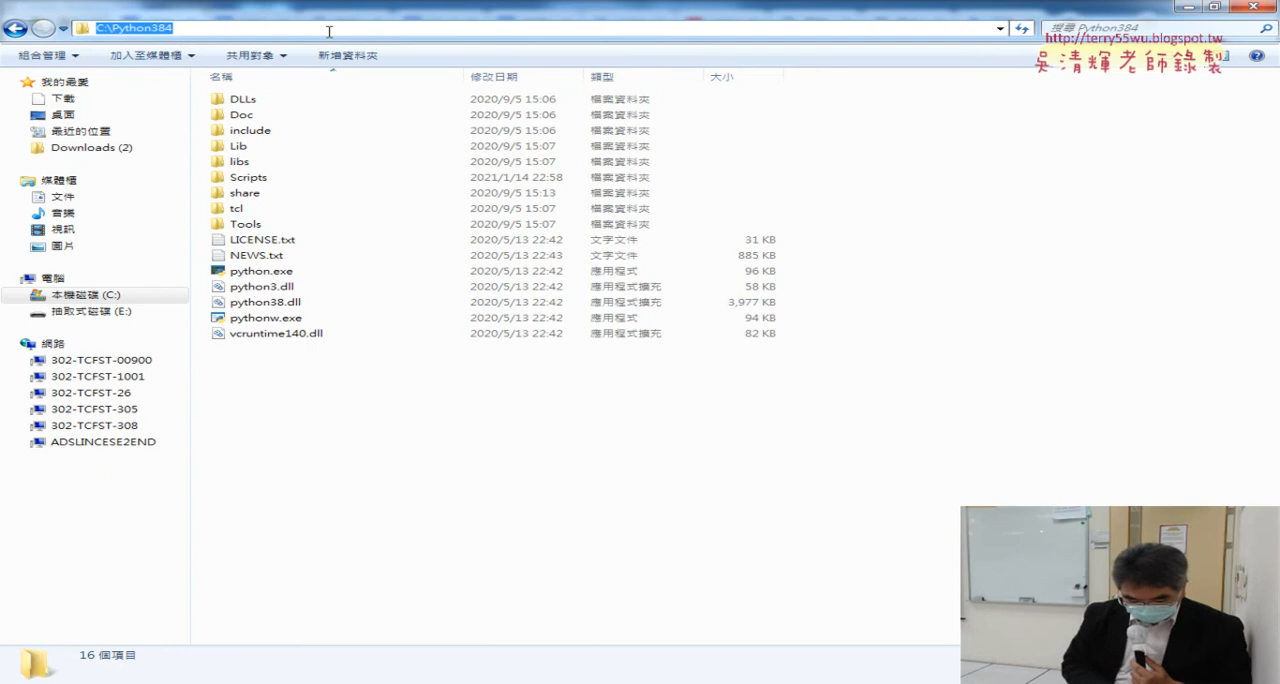 C:\Python384
搜尋 Python384
http://terry55wu.blogspot.tw
吳清輝老師錄製
組合管理 加入至媒體櫃 共用對象 新增資料夾
名稱 修改日期 類型 大小
我的最愛
下載
桌面
最近的位置
Downloads (2)
媒體櫃
文件
音樂
視訊
圖片
電腦
本機磁碟 (C:)
抽取式磁碟 (E:)
網路
302-TCFST-00900
302-TCFST-1001
302-TCFST-26
302-TCFST-305
302-TCFST-308
ADSLINCESE2END
DLLs 2020/9/5 15:06 檔案資料夾
Doc 2020/9/5 15:06 檔案資料夾
include 2020/9/5 15:06 檔案資料夾
Lib 2020/9/5 15:07 檔案資料夾
libs 2020/9/5 15:07 檔案資料夾
Scripts 2021/1/14 22:58 檔案資料夾
share 2020/9/5 15:13 檔案資料夾
tcl 2020/9/5 15:07 檔案資料夾
Tools 2020/9/5 15:07 檔案資料夾
LICENSE.txt 2020/5/13 22:42 文字文件 31 KB
NEWS.txt 2020/5/13 22:43 文字文件 885 KB
python.exe 2020/5/13 22:42 應用程式 96 KB
python3.dll 2020/5/13 22:42 應用程式擴充 58 KB
python38.dll 2020/5/13 22:42 應用程式擴充 3,977 KB
pythonw.exe 2020/5/13 22:42 應用程式 94 KB
vcruntime140.dll 2020/5/13 22:42 應用程式擴充 82 KB
16 個項目